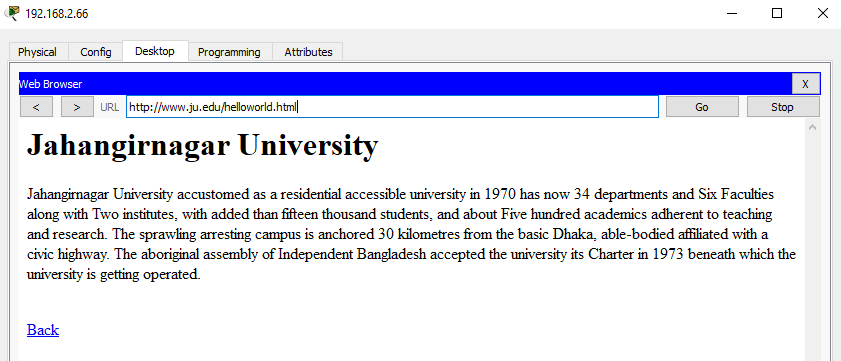 192.168.2.66
Physical Config Desktop Programming Attributes
Web Browser X
< > URL http://www.ju.edu/helloworld.html Go Stop
Jahangirnagar University
Jahangirnagar University accustomed as a residential accessible university in 1970 has now 34 departments and Six Faculties
along with Two institutes, with added than fifteen thousand students, and about Five hundred academics adherent to teaching
and research. The sprawling arresting campus is anchored 30 kilometres from the basic Dhaka, able-bodied affiliated with a
civic highway. The aboriginal assembly of Independent Bangladesh accepted the university its Charter in 1973 beneath which the
university is getting operated.
Back